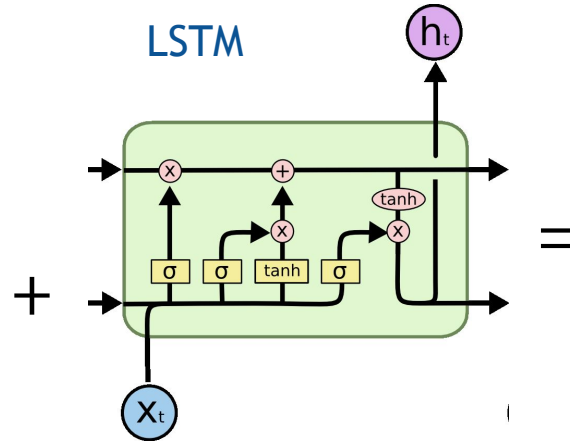 LSTM
ht
x
+
tanh
x
x
σ
σ
tanh
σ
+
=
xt